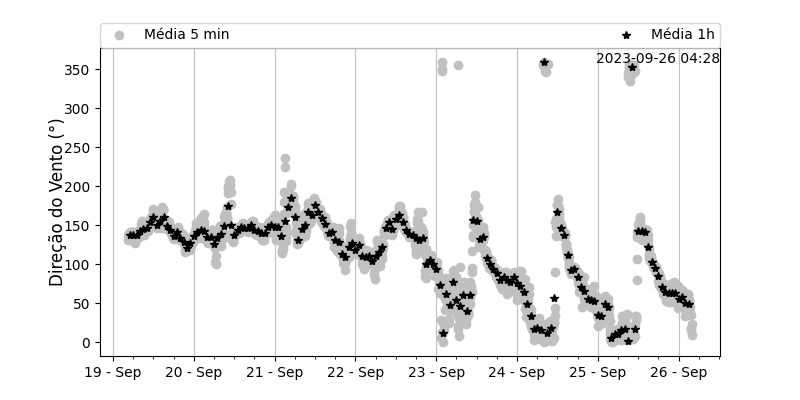 Média 5 min
Média 1h
2023-09-26 04:28
Direção do Vento (°)
350
300
250
200
150
100
50
0
19 - Sep
20 - Sep
21 - Sep
22 - Sep
23 - Sep
24 - Sep
25 - Sep
26 - Sep